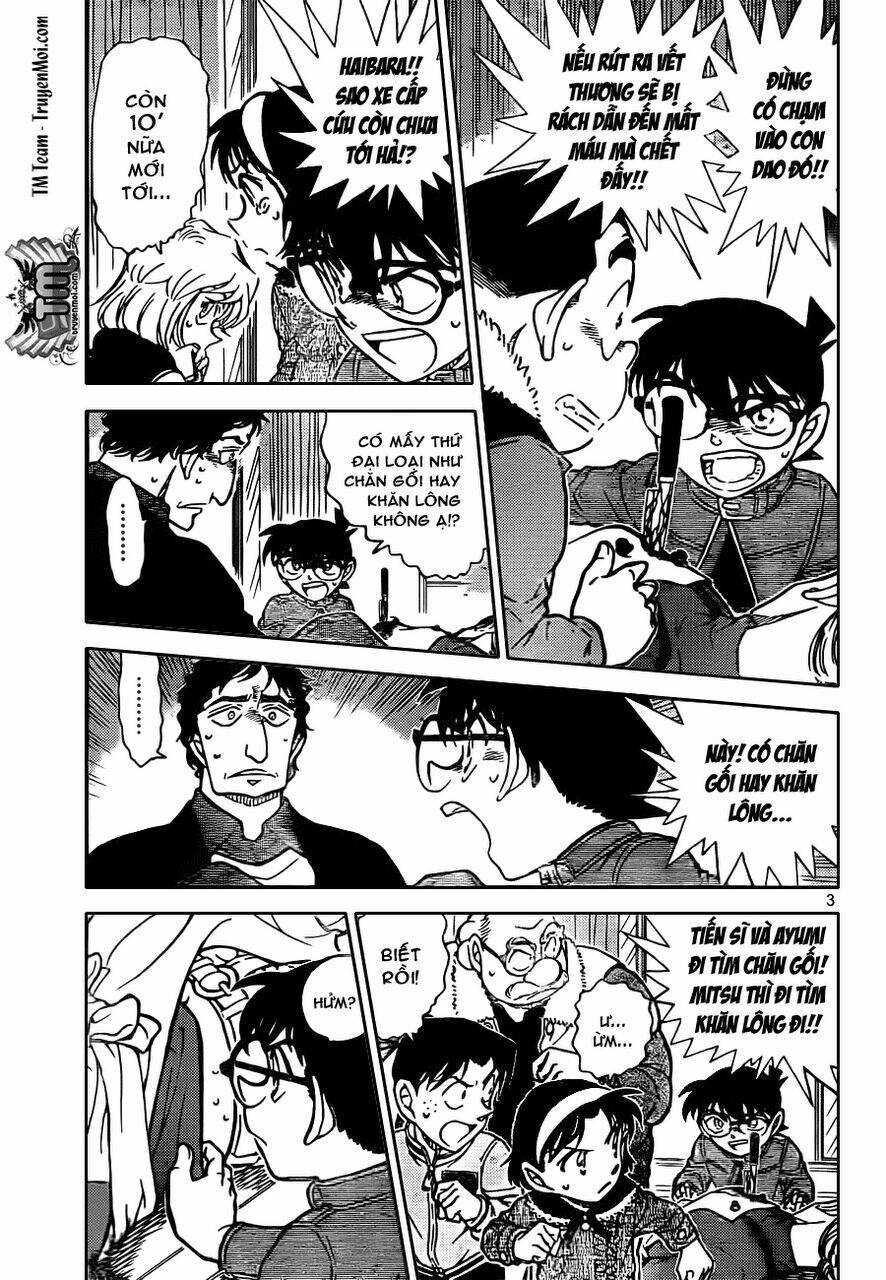 ĐỪNG
CÓ CHẠM
VÀO CON
DAO ĐÓ!!
NẾU RÚT RA VẾT
THƯƠNG SẼ BỊ
RÁCH DẪN ĐẾN MẤT
MÁU MÀ CHẾT
ĐẤY!!
HAIBARA!!
SAO XE CẤP
CỨU CÒN CHƯA
TỚI HẢ!?
CÒN
10'
NỮA
MỚI
TỚI...
CÓ MẤY THỨ
ĐẠI LOẠI NHƯ
CHĂN GỐI HAY
KHĂN LÔNG
KHÔNG Ạ!?
........
NÀY! CÓ CHĂN
GỐI HAY KHĂN
LÔNG...
........
3
TIẾN SĨ VÀ AYUMI
ĐI TÌM CHĂN GỐI!
MITSU THÌ ĐI TÌM
KHĂN LÔNG ĐI!!
Ư...
ỪM...
BIẾT
RỒI!
HỬM?
TM Team - TruyenMoi.com
TM
truyenmoi.com